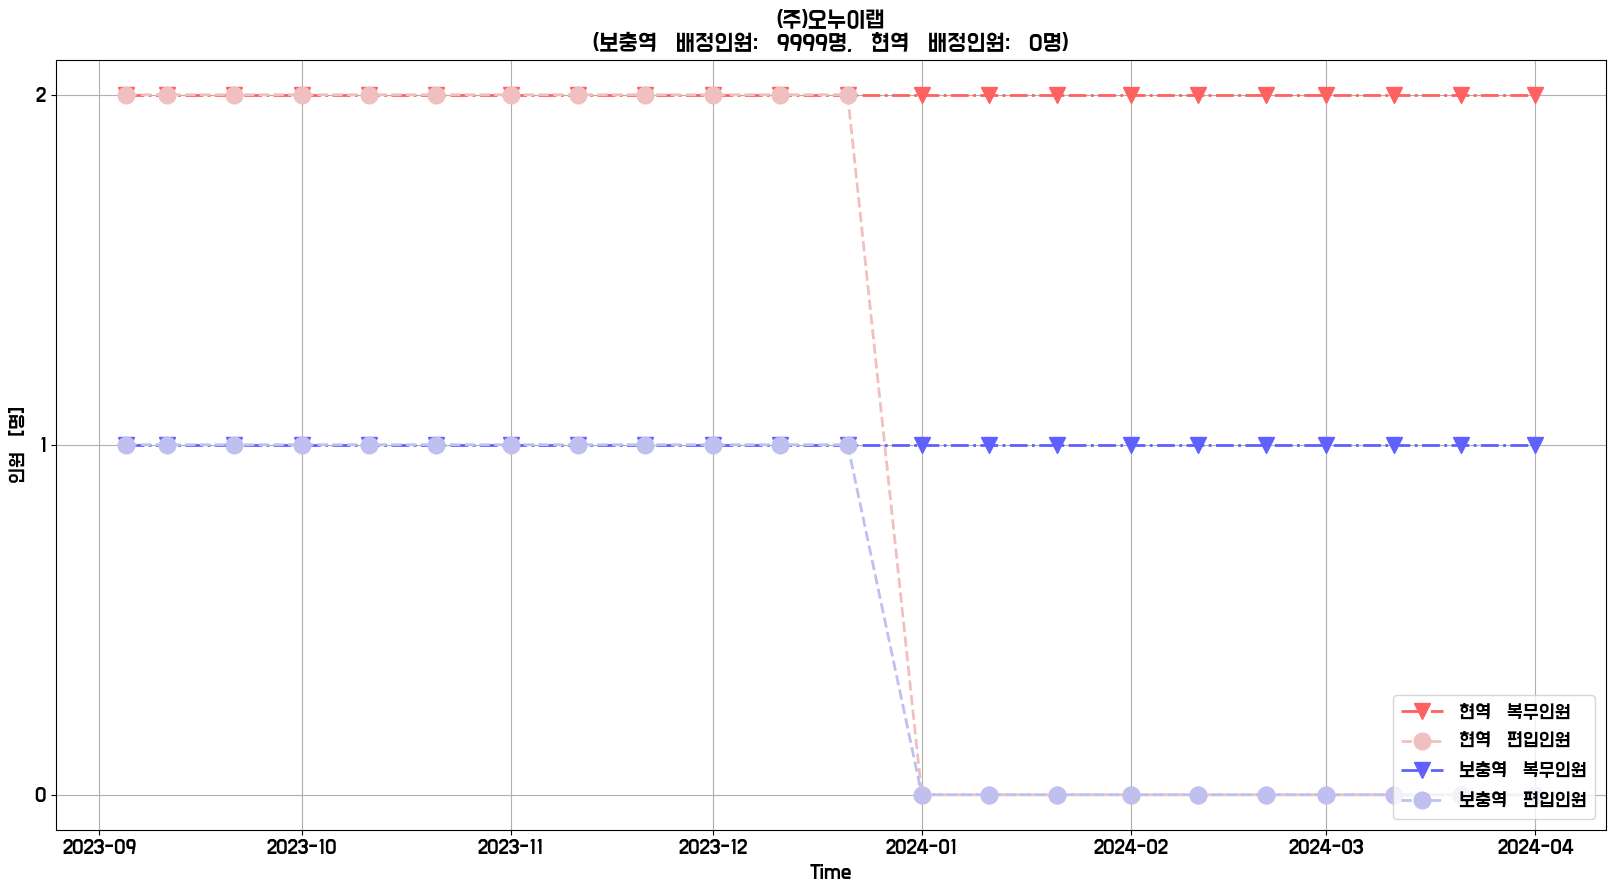 (주)오누이랩
(보충역 배정인원: 9999명, 현역 배정인원: 0명)
인원 [명]
2
1
0
2023-09 2023-10 2023-11 2023-12 2024-01 2024-02 2024-03 2024-04
Time
현역 복무인원
현역 편입인원
보충역 복무인원
보충역 편입인원